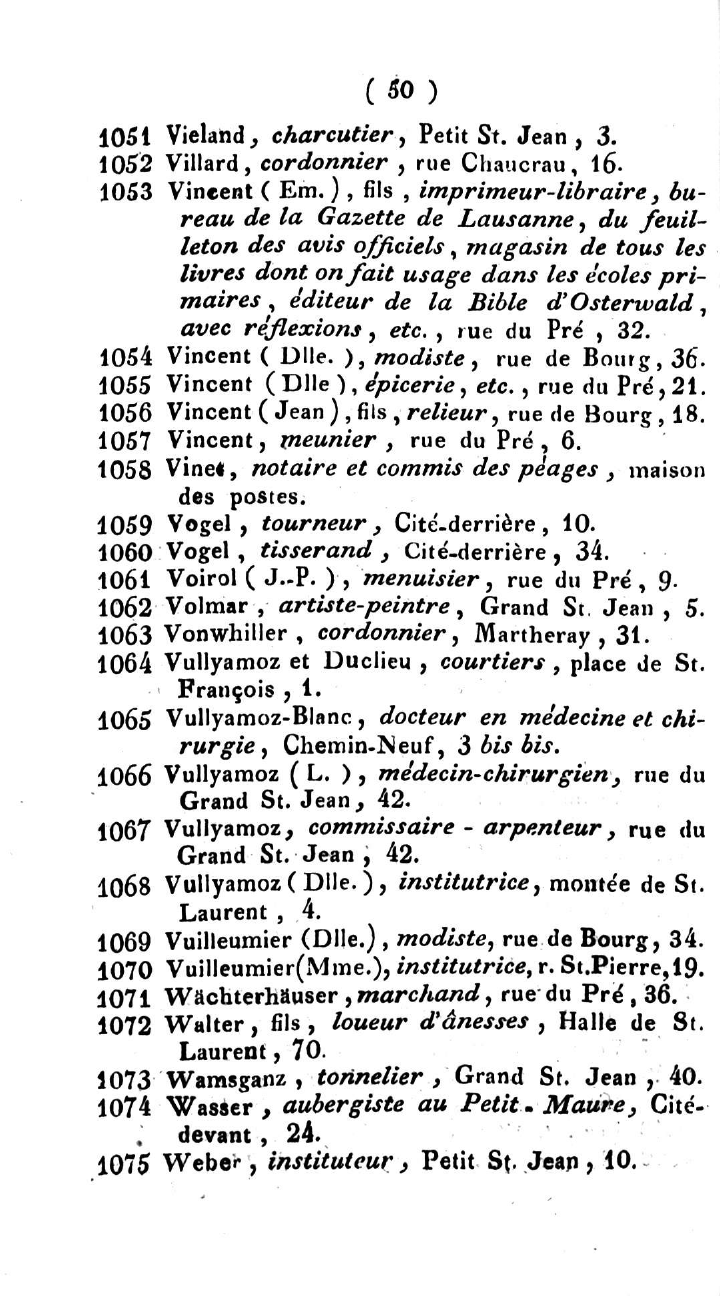 ( 50 )
1051 Vieland, charcutier, Petit St. Jean, 3.
1052 Villard, cordonnier, rue Chaucrau, 16.
1053 Vincent ( Em. ), fils, imprimeur-libraire, bu-
reau de la Gazette de Lausanne, du feuil-
leton des avis officiels, magasin de tous les
livres dont on fait usage dans les écoles pri-
maires, éditeur de la Bible d'Osterwald,
avec réflexions, etc., rue du Pré, 32.
1054 Vincent ( Dlle. ), modiste, rue de Bourg, 36.
1055 Vincent ( Dlle ), épicerie, etc., rue du Pré, 21.
1056 Vincent ( Jean ), fils, relieur, rue de Bourg, 18.
1057 Vincent, meunier, rue du Pré, 6.
1058 Vinet, notaire et commis des péages, maison
des postes.
1059 Vogel, tourneur, Cité-derrière, 10.
1060 Vogel, tisserand, Cité-derrière, 34.
1061 Voirol ( J.-P. ), menuisier, rue du Pré, 9.
1062 Volmar, artiste-peintre, Grand St. Jean, 5.
1063 Vonwhiller, cordonnier, Martheray, 31.
1064 Vullyamoz et Duclieu, courtiers, place de St.
François, 1.
1065 Vullyamoz-Blanc, docteur en médecine et chi-
rurgie, Chemin-Neuf, 3 bis bis.
1066 Vullyamoz ( L. ), médecin-chirurgien, rue du
Grand St. Jean, 42.
1067 Vullyamoz, commissaire - arpenteur, rue du
Grand St. Jean, 42.
1068 Vullyamoz ( Dlle. ), institutrice, montée de St.
Laurent, 4.
1069 Vuilleumier (Dlle.), modiste, rue de Bourg, 34.
1070 Vuilleumier(Mme.), institutrice, r. St.Pierre, 19.
1071 Wächterhäuser, marchand, rue du Pré, 36.
1072 Walter, fils, loueur d'ânesses, Halle de St.
Laurent, 70.
1073 Wamsganz, tonnelier, Grand St. Jean, 40.
1074 Wasser, aubergiste au Petit - Maure, Cité-
devant, 24.
1075 Weber, instituteur, Petit St. Jean, 10.